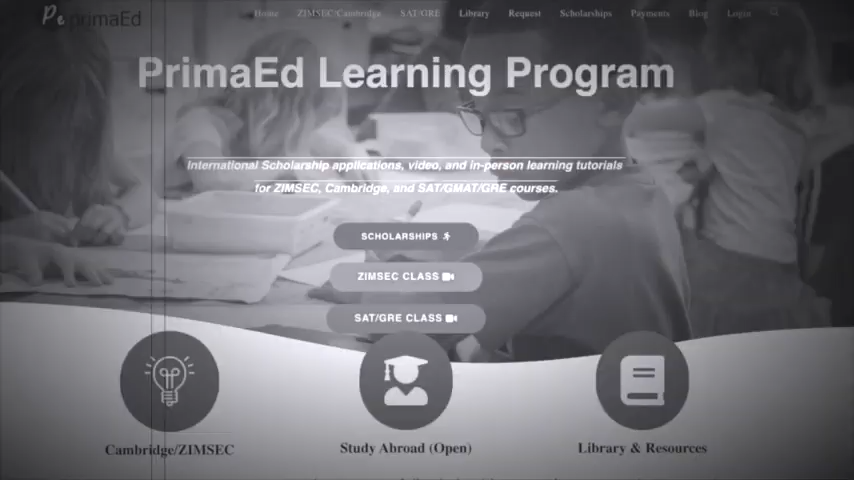 Pe primaEd
Home ZIMSEC/Cambridge SAT/GRE Library Request Scholarships Payments Blog Login
PrimaEd Learning Program
International Scholarship applications, video, and in-person learning tutorials
for ZIMSEC, Cambridge, and SAT/GMAT/GRE courses.
SCHOLARSHIPS
ZIMSEC CLASS
SAT/GRE CLASS
Cambridge/ZIMSEC Study Abroad (Open) Library & Resources